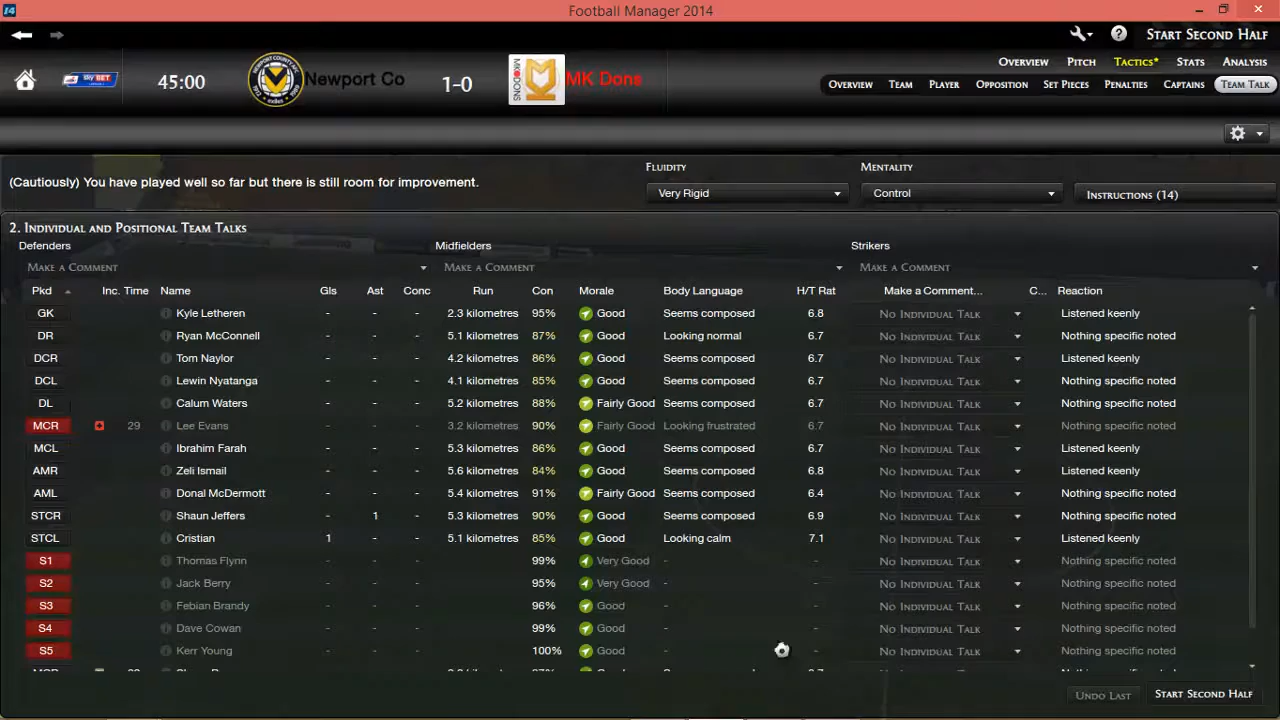 Football Manager 2014
START SECOND HALF
sky BET
45:00
Newport Co
1-0
MK Dons
OVERVIEW PITCH TACTICS* STATS ANALYSIS
OVERVIEW TEAM PLAYER OPPOSITION SET PIECES PENALTIES CAPTAINS TEAM TALK
(Cautiously) You have played well so far but there is still room for improvement.
FLUIDITY MENTALITY
Very Rigid Control INSTRUCTIONS (14)
2. INDIVIDUAL AND POSITIONAL TEAM TALKS
Defenders Midfielders Strikers
MAKE A COMMENT MAKE A COMMENT MAKE A COMMENT
Pkd Inc. Time Name Gls Ast Conc Run Con Morale Body Language H/T Rat Make a Comment... C... Reaction
GK Kyle Letheren - - - 2.3 kilometres 95% Good Seems composed 6.8 NO INDIVIDUAL TALK Listened keenly
DR Ryan McConnell - - - 5.1 kilometres 87% Good Looking normal 6.7 NO INDIVIDUAL TALK Nothing specific noted
DCR Tom Naylor - - - 4.2 kilometres 86% Good Seems composed 6.7 NO INDIVIDUAL TALK Listened keenly
DCL Lewin Nyatanga - - - 4.1 kilometres 85% Good Seems composed 6.7 NO INDIVIDUAL TALK Nothing specific noted
DL Calum Waters - - - 5.2 kilometres 88% Fairly Good Seems composed 6.7 NO INDIVIDUAL TALK Nothing specific noted
MCR 29 Lee Evans - - - 3.2 kilometres 90% Fairly Good Looking frustrated 6.7 NO INDIVIDUAL TALK Nothing specific noted
MCL Ibrahim Farah - - - 5.3 kilometres 86% Good Seems composed 6.7 NO INDIVIDUAL TALK Listened keenly
AMR Zeli Ismail - - - 5.6 kilometres 84% Good Seems composed 6.8 NO INDIVIDUAL TALK Listened keenly
AML Donal McDermott - - - 5.4 kilometres 91% Fairly Good Seems composed 6.4 NO INDIVIDUAL TALK Nothing specific noted
STCR Shaun Jeffers - 1 - 5.3 kilometres 90% Good Seems composed 6.9 NO INDIVIDUAL TALK Nothing specific noted
STCL Cristian 1 - - 5.1 kilometres 85% Good Looking calm 7.1 NO INDIVIDUAL TALK Listened keenly
S1 Thomas Flynn - - - 99% Very Good - - NO INDIVIDUAL TALK Nothing specific noted
S2 Jack Berry - - - 95% Very Good - - NO INDIVIDUAL TALK Nothing specific noted
S3 Febian Brandy - - - 96% Good - - NO INDIVIDUAL TALK Nothing specific noted
S4 Dave Cowan - - - 99% Good - - NO INDIVIDUAL TALK Nothing specific noted
S5 Kerr Young - - - 100% Good - - NO INDIVIDUAL TALK Nothing specific noted
UNDO LAST START SECOND HALF